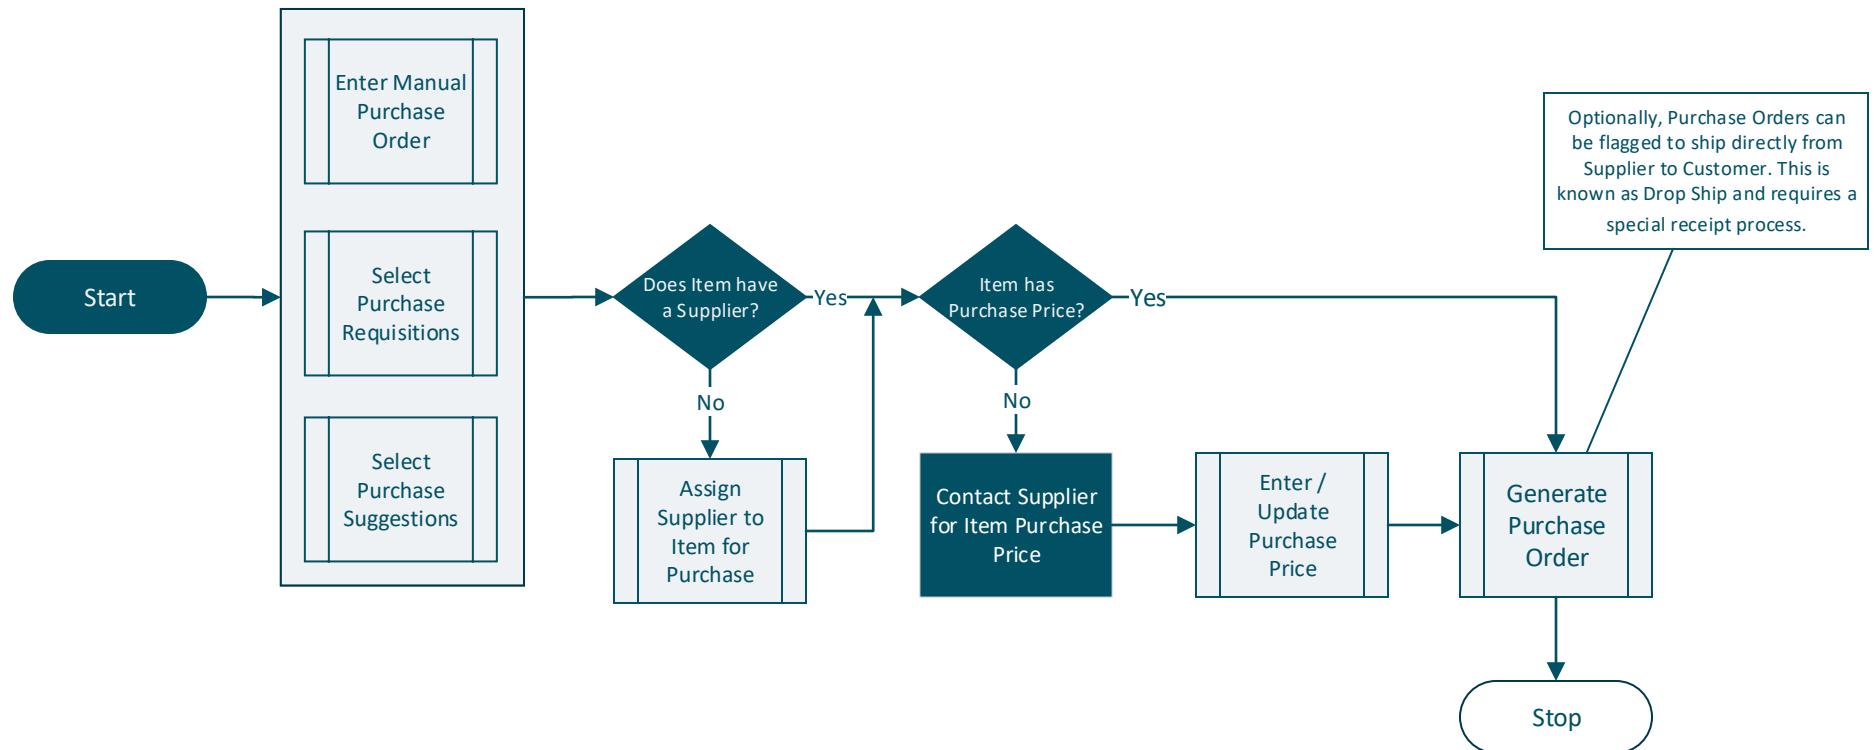 Start
Enter Manual
Purchase
Order
Select
Purchase
Requisitions
Select
Purchase
Suggestions
Does Item have
a Supplier?
Yes
No
Assign
Supplier to
Item for
Purchase
Item has
Purchase Price?
Yes
No
Contact Supplier
for Item Purchase
Price
Enter /
Update
Purchase
Price
Generate
Purchase
Order
Optionally, Purchase Orders can
be flagged to ship directly from
Supplier to Customer. This is
known as Drop Ship and requires a
special receipt process.
Stop